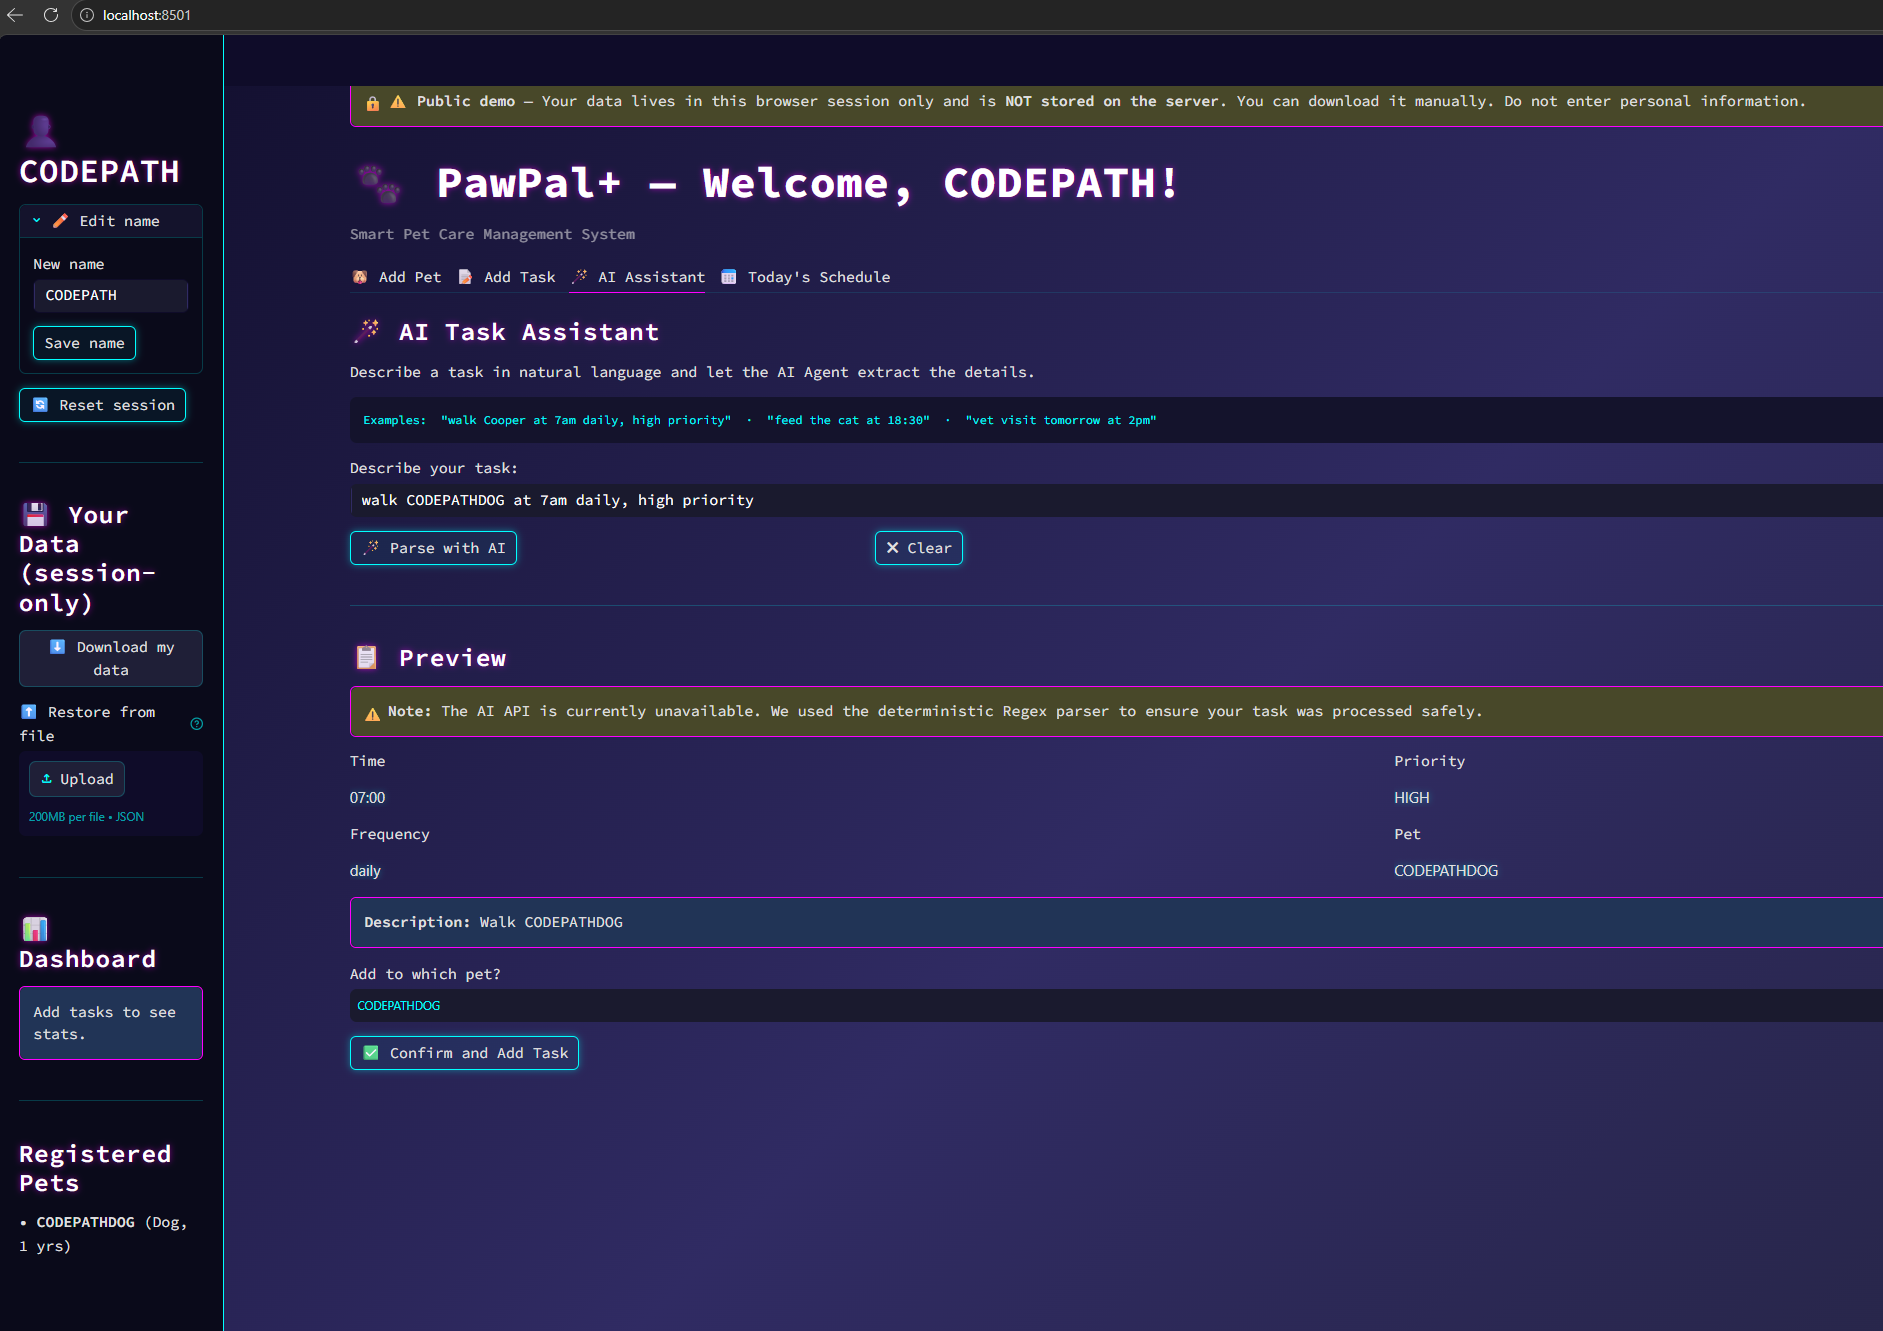 localhost:8501
CODEPATH
Edit name
New name
CODEPATH
Save name
Reset session
Your
Data
(session-
only)
Download my
data
Restore from
file
Upload
200MB per file • JSON
Dashboard
Add tasks to see
stats.
Registered
Pets
• CODEPATHDOG (Dog,
1 yrs)
Public demo — Your data lives in this browser session only and is NOT stored on the server. You can download it manually. Do not enter personal information.
PawPal+ — Welcome, CODEPATH!
Smart Pet Care Management System
Add Pet Add Task AI Assistant Today's Schedule
AI Task Assistant
Describe a task in natural language and let the AI Agent extract the details.
Examples: "walk Cooper at 7am daily, high priority" · "feed the cat at 18:30" · "vet visit tomorrow at 2pm"
Describe your task:
walk CODEPATHDOG at 7am daily, high priority
Parse with AI
Clear
Preview
Note: The AI API is currently unavailable. We used the deterministic Regex parser to ensure your task was processed safely.
Time
07:00
Priority
HIGH
Frequency
daily
Pet
CODEPATHDOG
Description: Walk CODEPATHDOG
Add to which pet?
CODEPATHDOG
Confirm and Add Task